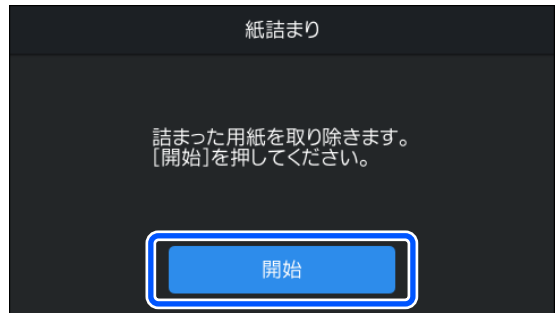 紙詰まり
詰まった用紙を取り除きます。
[開始]を押してください。
開始